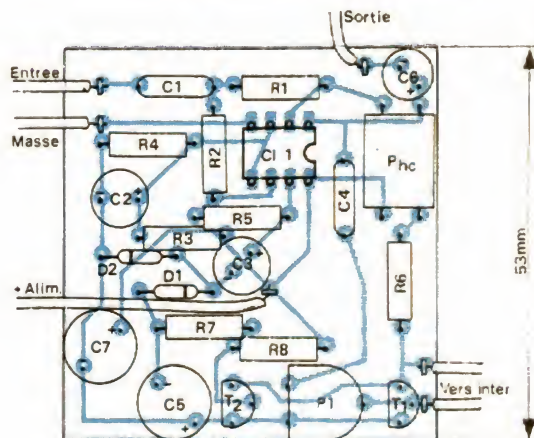 Sortie
C6
+
Entree
C1
R1
Masse
R4
R2
CI 1
Phc
C2
+
C4
R5
R3
D2
C3
+
D1
R6
+ Alim.
53mm
R7
C7
+
R8
C5
+
T2
P1
T1
Vers inter